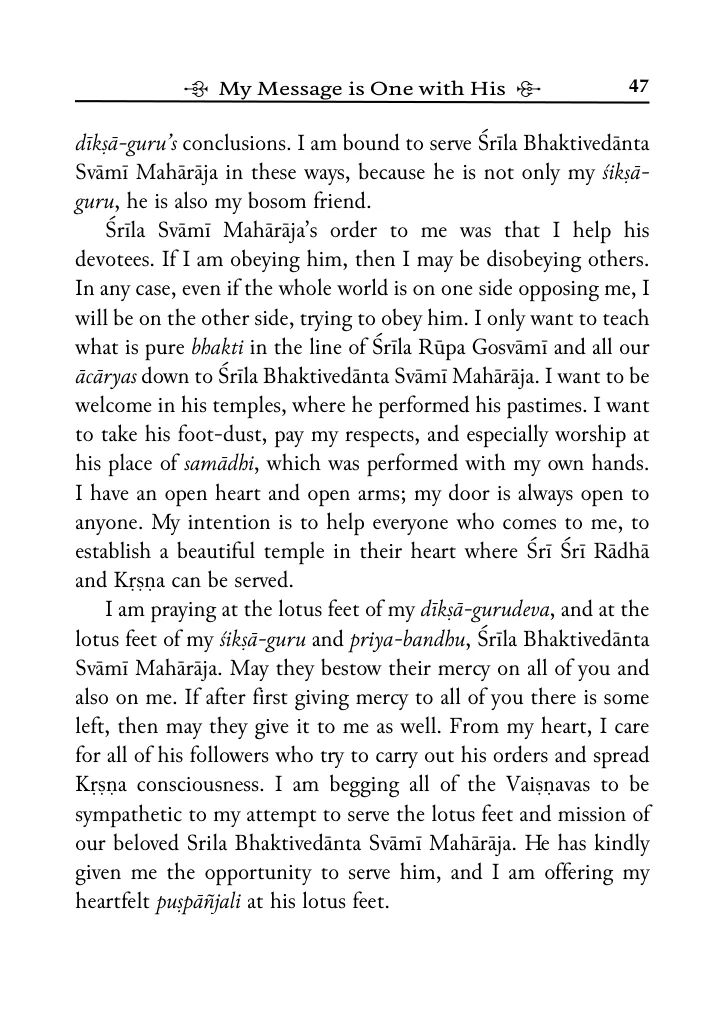 My Message is One with His 47
dīkṣā-guru's conclusions. I am bound to serve Śrīla Bhaktivedānta
Svāmī Mahārāja in these ways, because he is not only my śikṣā-
guru, he is also my bosom friend.
Śrīla Svāmī Mahārāja's order to me was that I help his
devotees. If I am obeying him, then I may be disobeying others.
In any case, even if the whole world is on one side opposing me, I
will be on the other side, trying to obey him. I only want to teach
what is pure bhakti in the line of Śrīla Rūpa Gosvāmī and all our
ācāryas down to Śrīla Bhaktivedānta Svāmī Mahārāja. I want to be
welcome in his temples, where he performed his pastimes. I want
to take his foot-dust, pay my respects, and especially worship at
his place of samādhi, which was performed with my own hands.
I have an open heart and open arms; my door is always open to
anyone. My intention is to help everyone who comes to me, to
establish a beautiful temple in their heart where Śrī Śrī Rādhā
and Kṛṣṇa can be served.
I am praying at the lotus feet of my dīkṣā-gurudeva, and at the
lotus feet of my śikṣā-guru and priya-bandhu, Śrīla Bhaktivedānta
Svāmī Mahārāja. May they bestow their mercy on all of you and
also on me. If after first giving mercy to all of you there is some
left, then may they give it to me as well. From my heart, I care
for all of his followers who try to carry out his orders and spread
Kṛṣṇa consciousness. I am begging all of the Vaiṣṇavas to be
sympathetic to my attempt to serve the lotus feet and mission of
our beloved Srila Bhaktivedānta Svāmī Mahārāja. He has kindly
given me the opportunity to serve him, and I am offering my
heartfelt puṣpāñjali at his lotus feet.